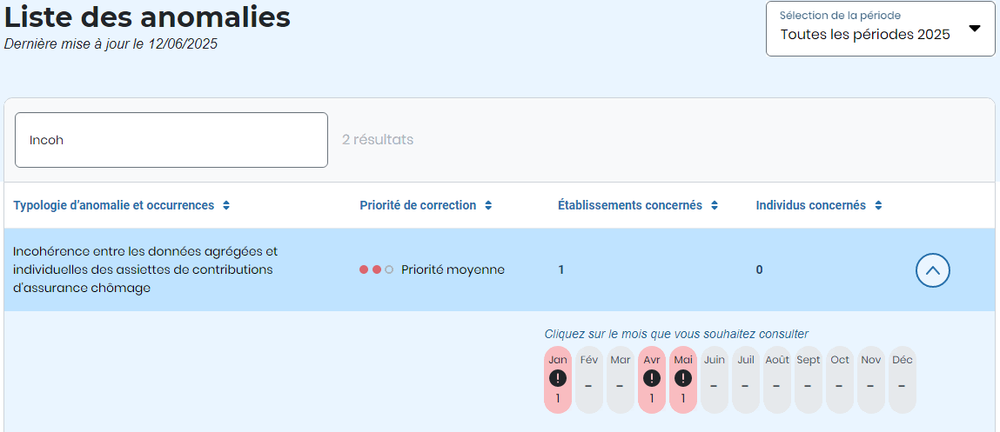 Liste des anomalies
Dernière mise à jour le 12/06/2025
Sélection de la période
Toutes les périodes 2025
Incoh
2 résultats
Typologie d'anomalie et occurrences
Priorité de correction
Établissements concernés
Individus concernés
Incohérence entre les données agrégées et
individuelles des assiettes de contributions
d'assurance chômage
Priorité moyenne
1
0
Cliquez sur le mois que vous souhaitez consulter
Jan Fév Mar Avr Mai Juin Juil Août Sept Oct Nov Déc
! – – ! ! – – – – – – –
1 1 1